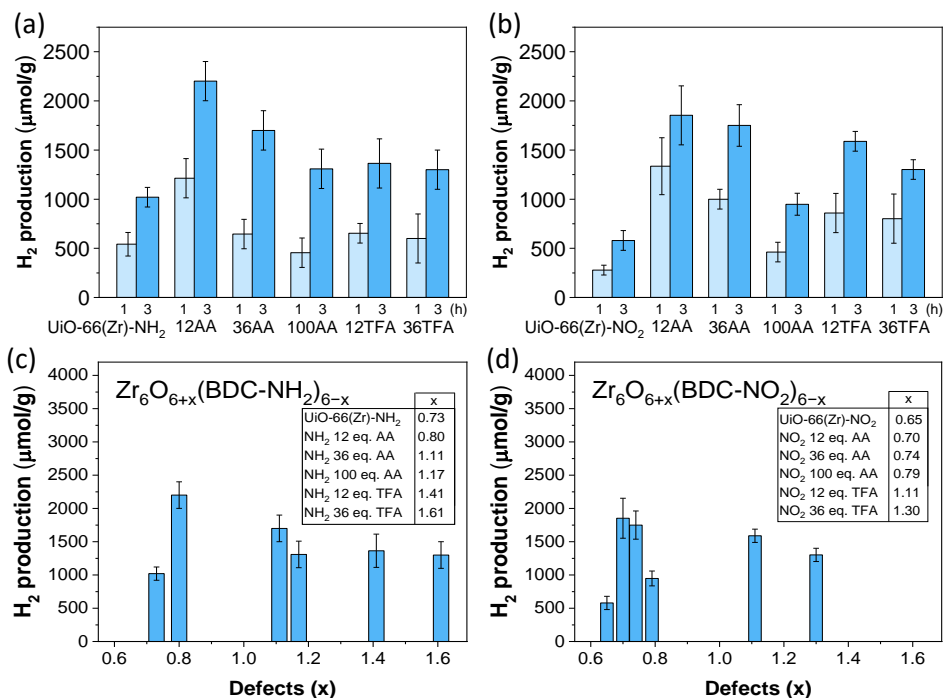 (a)
H₂ production (μmol/g)
2500
2000
1500
1000
500
0
1 3 1 3 1 3 1 3 1 3 1 3 (h)
UiO-66(Zr)-NH₂ 12AA 36AA 100AA 12TFA 36TFA
(b)
H₂ production (μmol/g)
2500
2000
1500
1000
500
0
1 3 1 3 1 3 1 3 1 3 1 3 (h)
UiO-66(Zr)-NO₂ 12AA 36AA 100AA 12TFA 36TFA
(c)
H₂ production (μmol/g)
4000
3500
3000
2500
2000
1500
1000
500
0
Zr₆O₆₊ₓ(BDC-NH₂)₆₋ₓ
x
UiO-66(Zr)-NH₂ 0.73
NH₂ 12 eq. AA 0.80
NH₂ 36 eq. AA 1.11
NH₂ 100 eq. AA 1.17
NH₂ 12 eq. TFA 1.41
NH₂ 36 eq. TFA 1.61
0.6 0.8 1.0 1.2 1.4 1.6
Defects (x)
(d)
H₂ production (μmol/g)
4000
3500
3000
2500
2000
1500
1000
500
0
Zr₆O₆₊ₓ(BDC-NO₂)₆₋ₓ
x
UiO-66(Zr)-NO₂ 0.65
NO₂ 12 eq. AA 0.70
NO₂ 36 eq. AA 0.74
NO₂ 100 eq. AA 0.79
NO₂ 12 eq. TFA 1.11
NO₂ 36 eq. TFA 1.30
0.6 0.8 1.0 1.2 1.4 1.6
Defects (x)